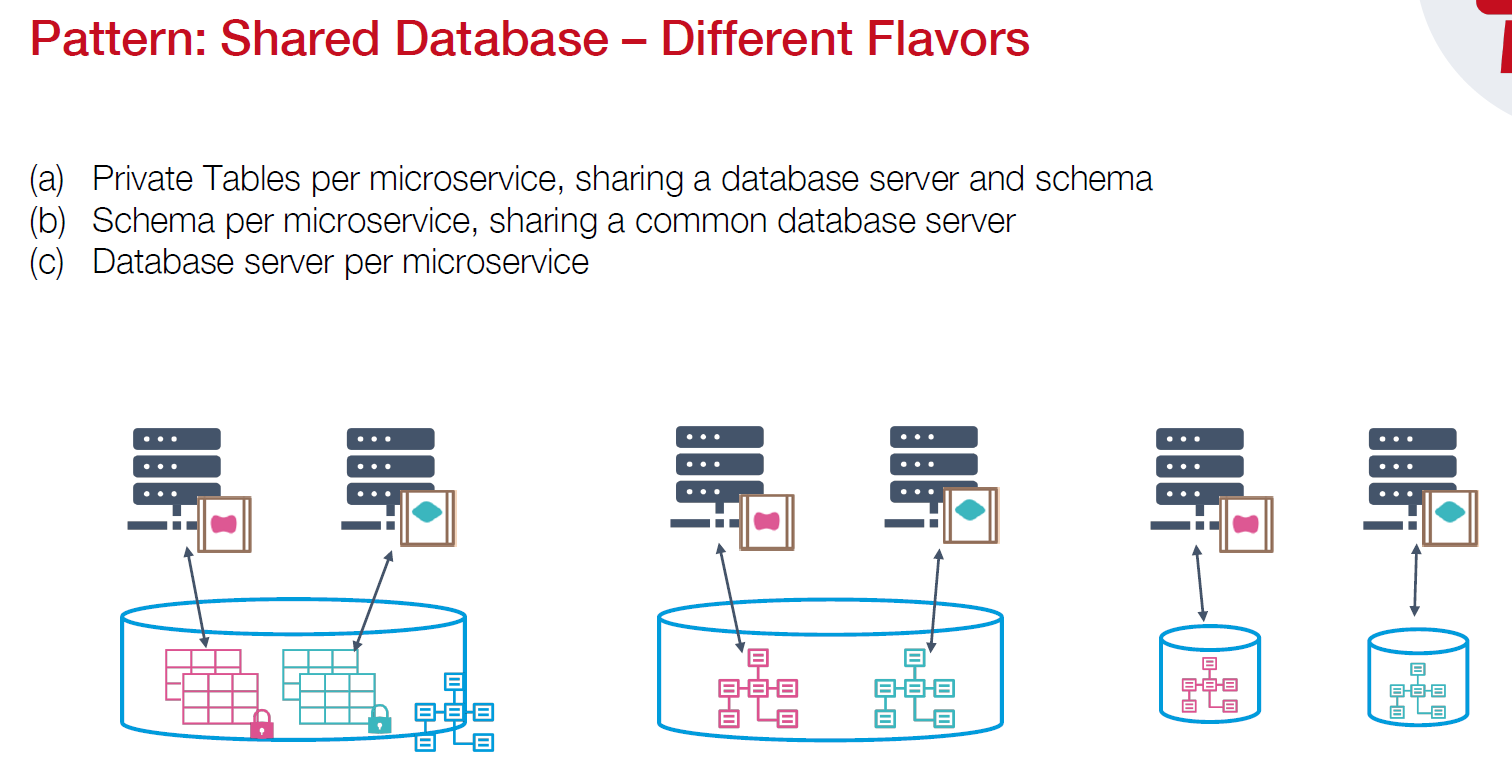 Pattern: Shared Database – Different Flavors
(a) Private Tables per microservice, sharing a database server and schema
(b) Schema per microservice, sharing a common database server
(c) Database server per microservice